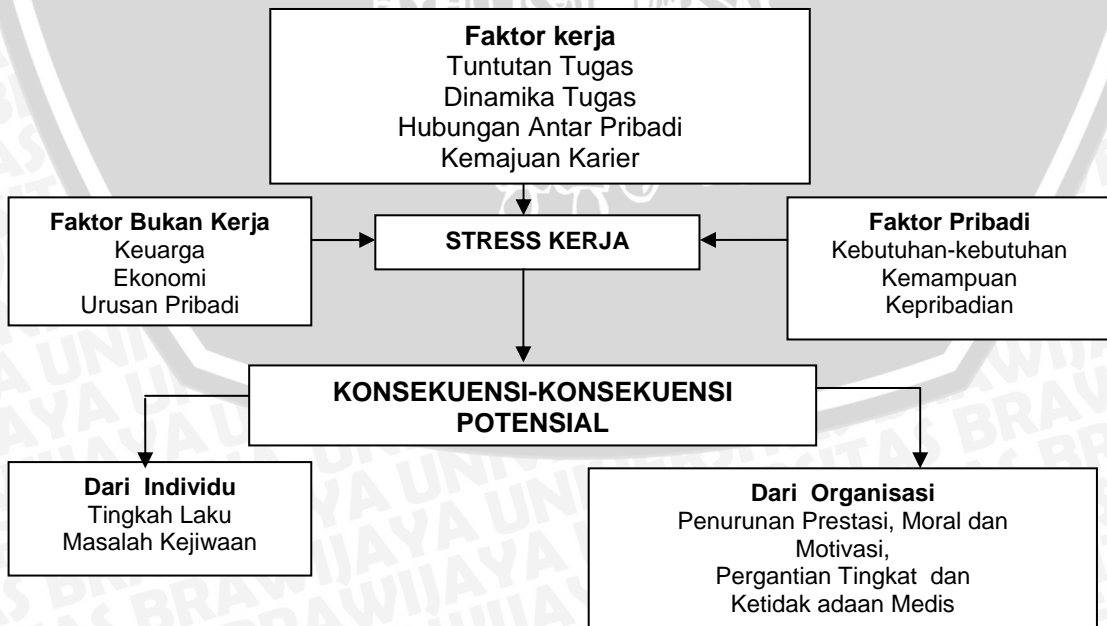 Faktor kerja
Tuntutan Tugas
Dinamika Tugas
Hubungan Antar Pribadi
Kemajuan Karier
Faktor Bukan Kerja
Keuarga
Ekonomi
Urusan Pribadi
STRESS KERJA
Faktor Pribadi
Kebutuhan-kebutuhan
Kemampuan
Kepribadian
KONSEKUENSI-KONSEKUENSI
POTENSIAL
Dari Individu
Tingkah Laku
Masalah Kejiwaan
Dari Organisasi
Penurunan Prestasi, Moral dan
Motivasi,
Pergantian Tingkat dan
Ketidak adaan Medis